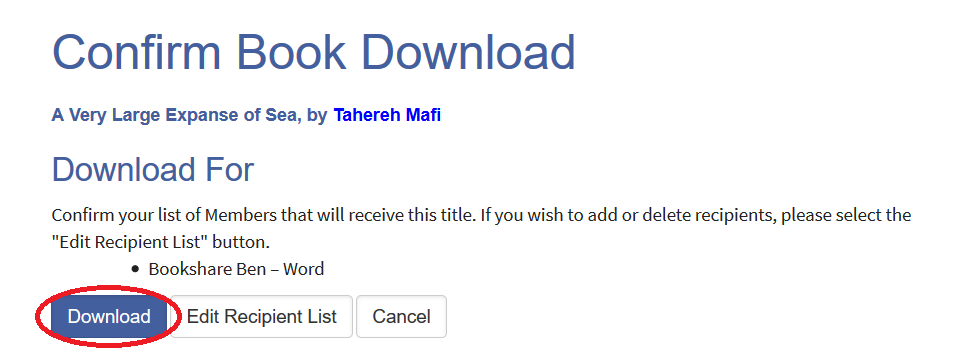 Confirm Book Download
A Very Large Expanse of Sea, by Tahereh Mafi
Download For
Confirm your list of Members that will receive this title. If you wish to add or delete recipients, please select the
"Edit Recipient List" button.
• Bookshare Ben – Word
Download Edit Recipient List Cancel